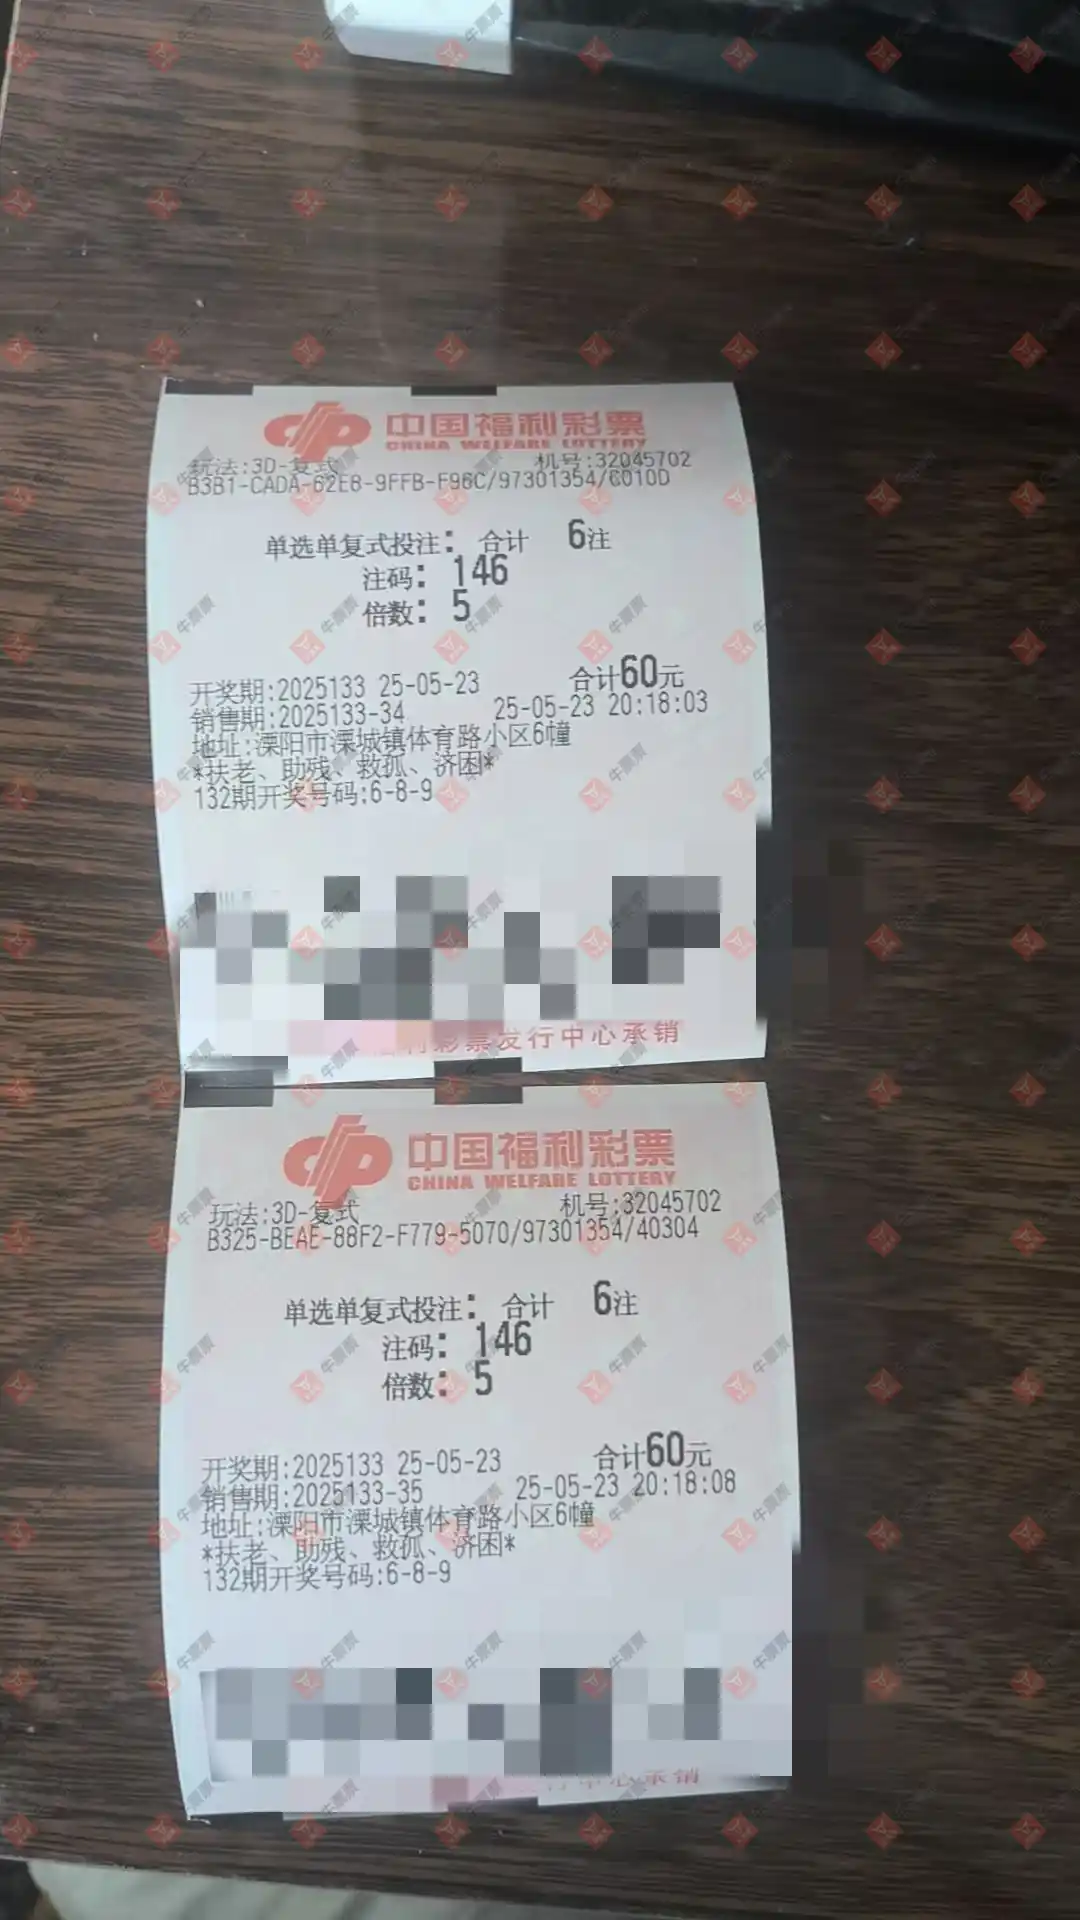 中国福利彩票
CHINA WELFARE LOTTERY
玩法:3D-复式 机号:32045702
B3B1-CADA-62E8-9FFB-F96C/97301354/C010D
单选单复式投注: 合计 6注
注码: 146
倍数: 5
开奖期:2025133 25-05-23 合计60元
销售期:2025133-34 25-05-23 20:18:03
地址:溧阳市溧城镇体育路小区6幢
*扶老、助残、救孤、济困*
132期开奖号码:6-8-9
彩票发行中心承销
中国福利彩票
CHINA WELFARE LOTTERY
玩法:3D-复式 机号:32045702
B325-BEAE-88F2-F779-5070/97301354/40304
单选单复式投注: 合计 6注
注码: 146
倍数: 5
开奖期:2025133 25-05-23 合计60元
销售期:2025133-35 25-05-23 20:18:08
地址:溧阳市溧城镇体育路小区6幢
*扶老、助残、救孤、济困*
132期开奖号码:6-8-9
行中心承销
牛票票